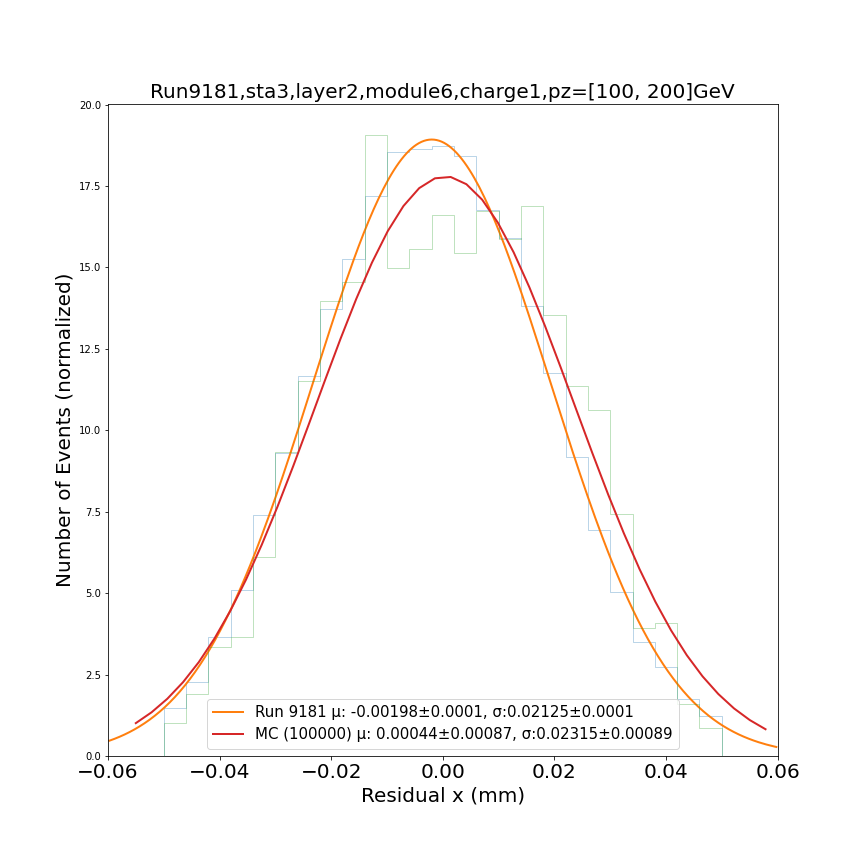 Run9181,sta3,layer2,module6,charge1,pz=[100, 200]GeV
Number of Events (normalized)
20.0
17.5
15.0
12.5
10.0
7.5
5.0
2.5
0.0
Run 9181 μ: -0.00198±0.0001, σ:0.02125±0.0001
MC (100000) μ: 0.00044±0.00087, σ:0.02315±0.00089
−0.06 −0.04 −0.02 0.00 0.02 0.04 0.06
Residual x (mm)